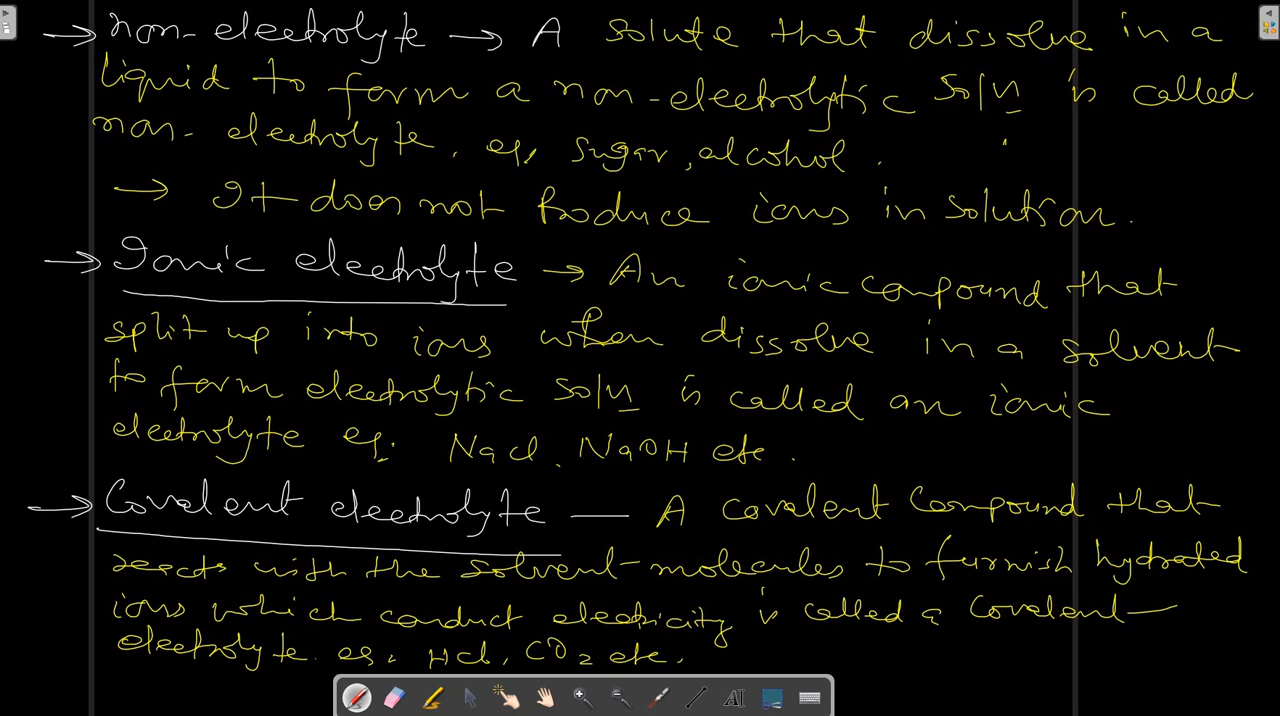 → non-electrolyte → A solute that dissolve in a
liquid to form a non-electrolytic soln is called
non-electrolyte. eg, sugar, alcohol.
→ It does not produce ions in solution.
→ Ionic electrolyte → An ionic compound that
split up into ions when dissolve in a solvent
to form electrolytic soln is called an ionic
electrolyte eg. NaCl, NaOH etc.
→ Covalent electrolyte — A covalent compound that
reacts with the solvent molecules to furnish hydrated
ions which conduct electricity is called a covalent
electrolyte. eg. HCl, CO2 etc.
AI